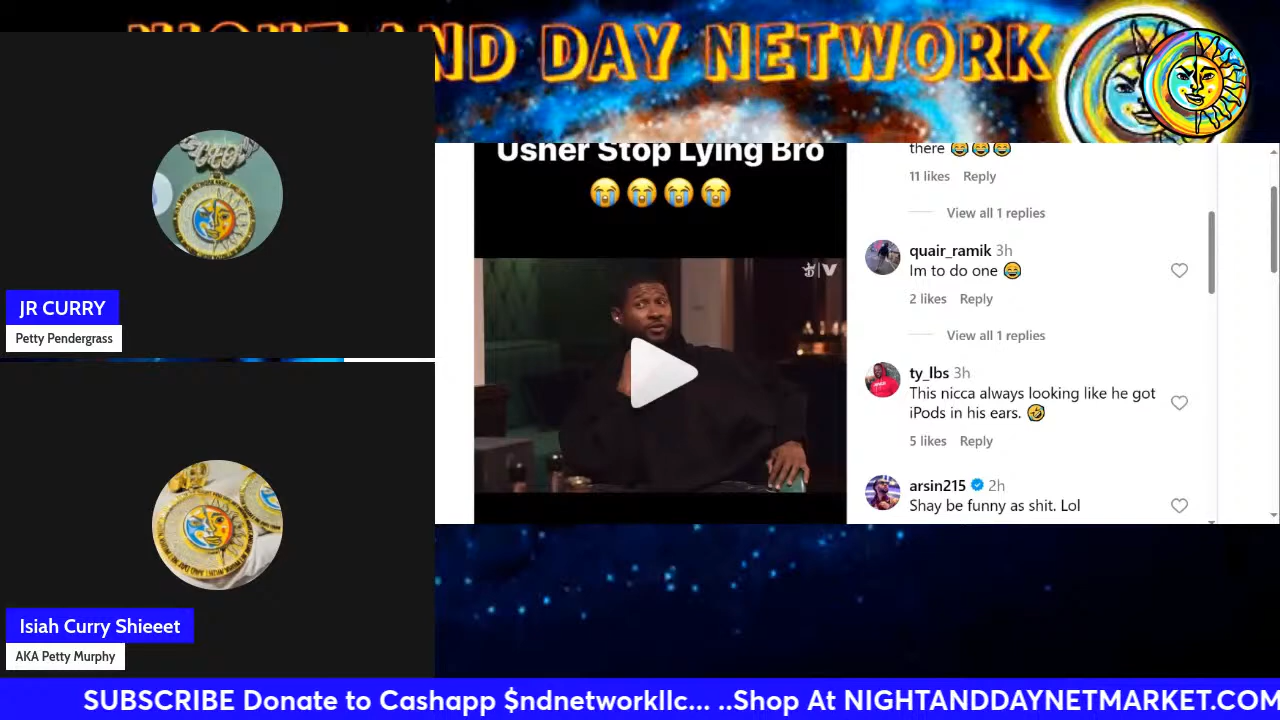 NIGHT AND DAY NETWORK
CEO
JR CURRY
Petty Pendergrass
Isiah Curry Shieeet
AKA Petty Murphy
Usher Stop Lying Bro
😭😭😭😭
V
there 😂😂😂
11 likes Reply
View all 1 replies
quair_ramik 3h
Im to do one 😂
2 likes Reply
View all 1 replies
ty_lbs 3h
This nicca always looking like he got
iPods in his ears. 🤣
5 likes Reply
arsin215 2h
Shay be funny as shit. Lol
SUBSCRIBE Donate to Cashapp $ndnetworkllc... ..Shop At NIGHTANDDAYNETMARKET.COM